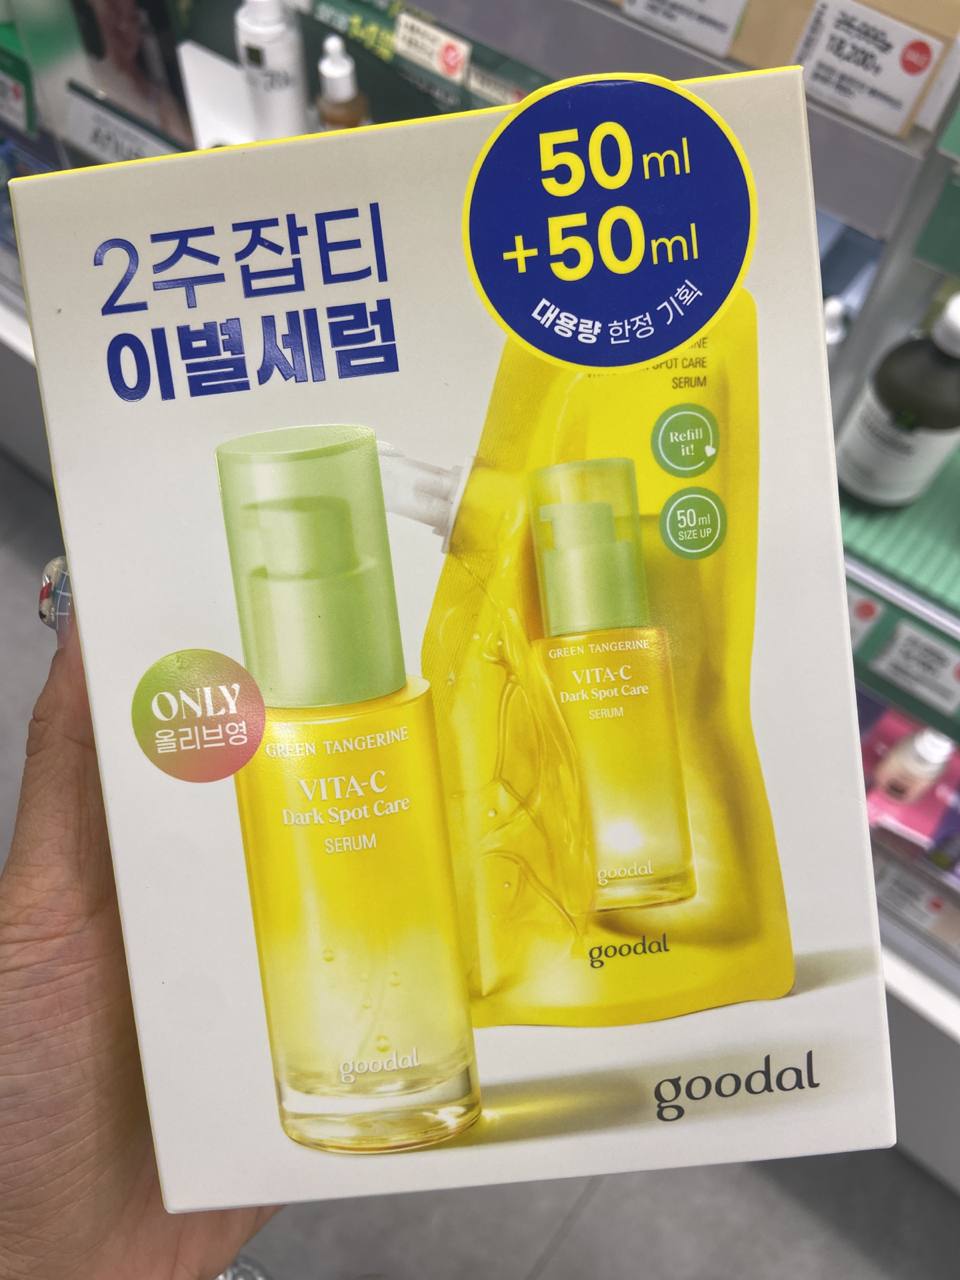 50ml
+50ml
대용량 한정 기획
2주잡티
이별세럼
SPOT CARE
SERUM
Refill
it!
50ml
SIZE UP
GREEN TANGERINE
VITA-C
Dark Spot Care
SERUM
goodal
goodal
ONLY
올리브영
GREEN TANGERINE
VITA-C
Dark Spot Care
SERUM
goodal
goodal
18,200